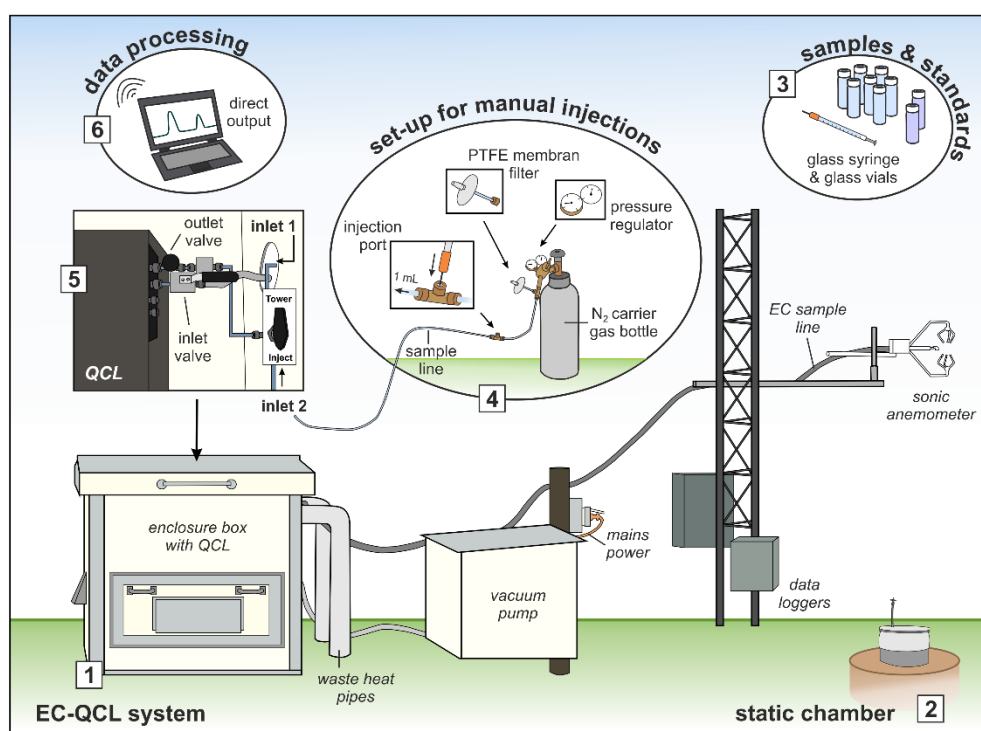 data processing
6
direct
output
set-up for manual injections
PTFE membran
filter
injection
port
1 mL
pressure
regulator
N₂ carrier
gas bottle
sample
line
4
samples & standards
3
glass syringe
& glass vials
outlet
valve
inlet 1
5
Tower
inlet
valve
Inject
QCL
inlet 2
EC sample
line
sonic
anemometer
enclosure box
with QCL
mains
power
vacuum
pump
data
loggers
1
waste heat
pipes
EC-QCL system
static chamber
2